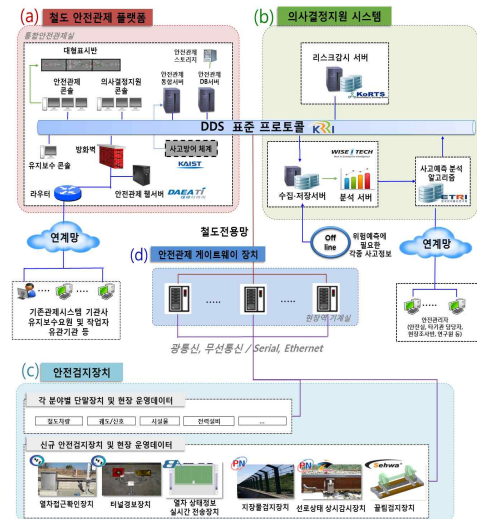 (a)
철도 안전관제 플랫폼
(b)
의사결정지원 시스템
통합안전관제실
대형표시반
안전관제
콘솔
의사결정지원
콘솔
안전관제
스토리지
안전관제
통합서버
안전관제
DB서버
리스크감시 서버
KoRTS
DDS 표준 프로토콜
KRRI
유지보수 콘솔
방화벽
사고방어 체계
KAIST
라우터
안전관제 웹서버
DAEATI
WISE iTECH
수집·저장서버
분석 서버
사고예측 분석
알고리즘
ETRI
연계망
철도전용망
Off
line
위험예측에
필요한
각종 사고정보
연계망
기존관제시스템 기관사
유지보수요원 및 작업자
유관기관 등
(d)
안전관제 게이트웨이 장치
현장역 기계실
안전관리자
(안전실, 타기관 담당자,
현장조사반, 연구원 등)
광통신, 무선통신 / Serial, Ethernet
(c)
안전검지장치
각 분야별 단말장치 및 현장 운영데이터
철도차량
궤도/신호
시설물
전력설비
...
신규 안전검지장치 및 현장 운영데이터
PN
PN
Sehwa
열차접근확인장치
터널경보장치
열차 상태정보
실시간 전송장치
지장물검지장치
선로상태 상시감시장치
끌림검지장치